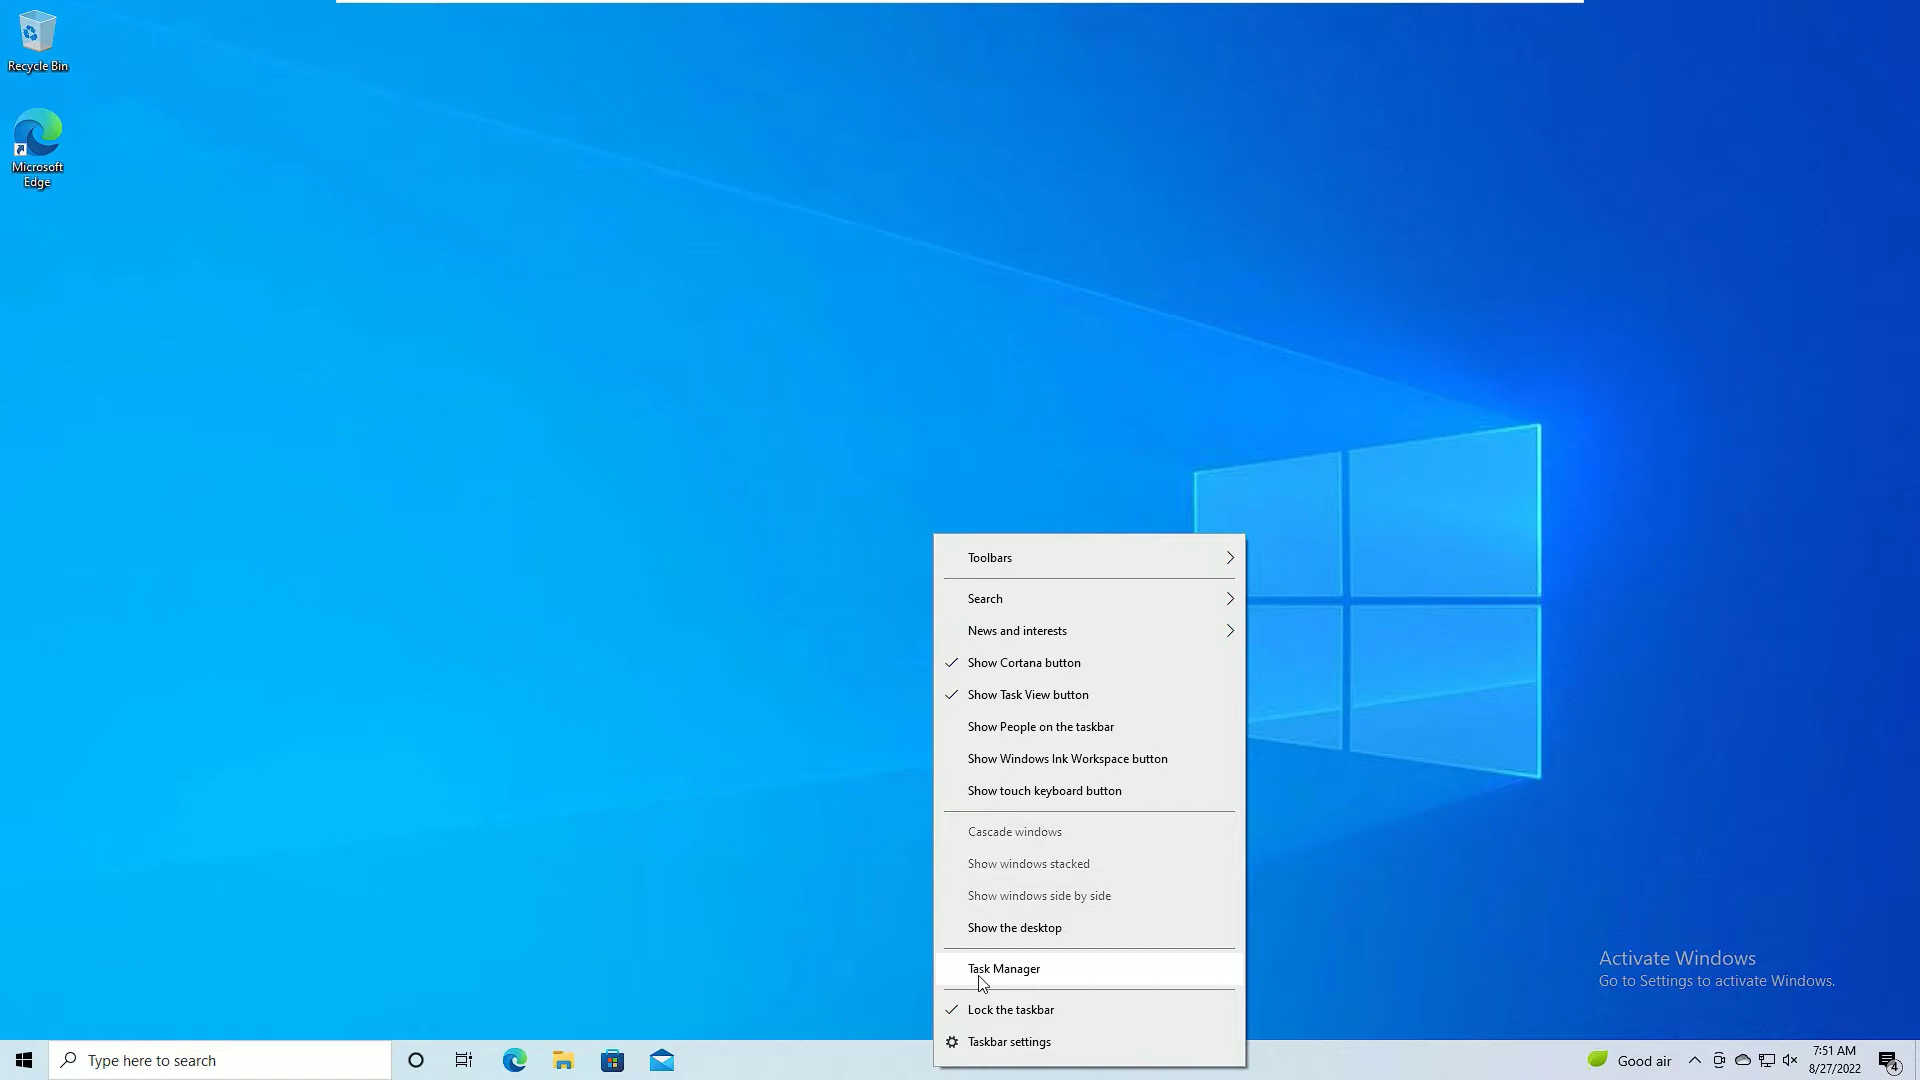 Recycle Bin
Microsoft
Edge
Toolbars
Search
News and interests
Show Cortana button
Show Task View button
Show People on the taskbar
Show Windows Ink Workspace button
Show touch keyboard button
Cascade windows
Show windows stacked
Show windows side by side
Show the desktop
Task Manager
Lock the taskbar
Taskbar settings
Activate Windows
Go to Settings to activate Windows.
Type here to search
Good air
7:51 AM
8/27/2022
4